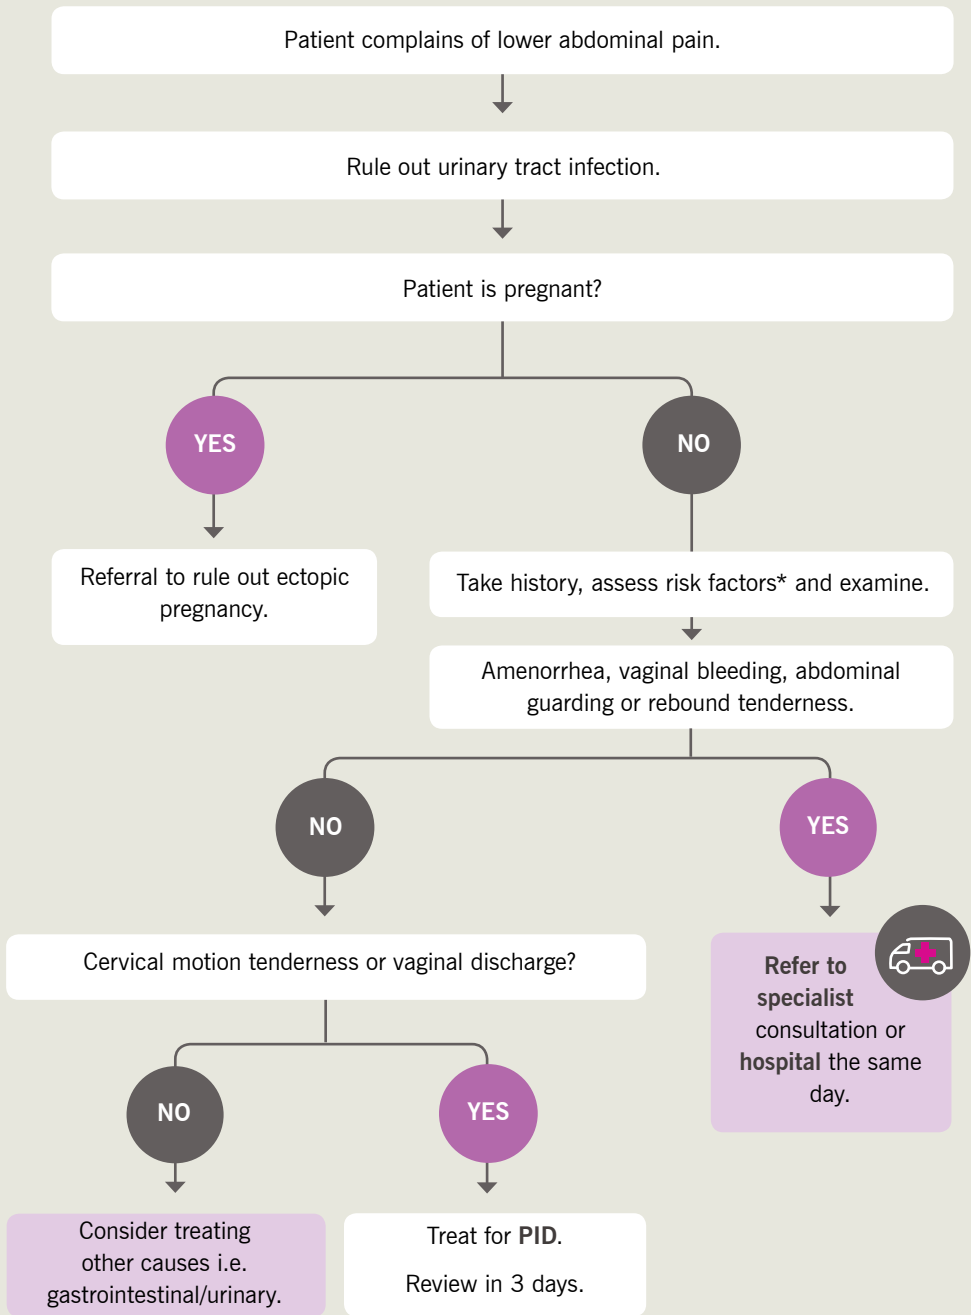 Patient complains of lower abdominal pain.
Rule out urinary tract infection.
Patient is pregnant?
YES
NO
Referral to rule out ectopic
pregnancy.
Take history, assess risk factors* and examine.
Amenorrhea, vaginal bleeding, abdominal
guarding or rebound tenderness.
NO
YES
Cervical motion tenderness or vaginal discharge?
Refer to
specialist
consultation or
hospital the same
day.
NO
YES
Consider treating
other causes i.e.
gastrointestinal/urinary.
Treat for PID.
Review in 3 days.